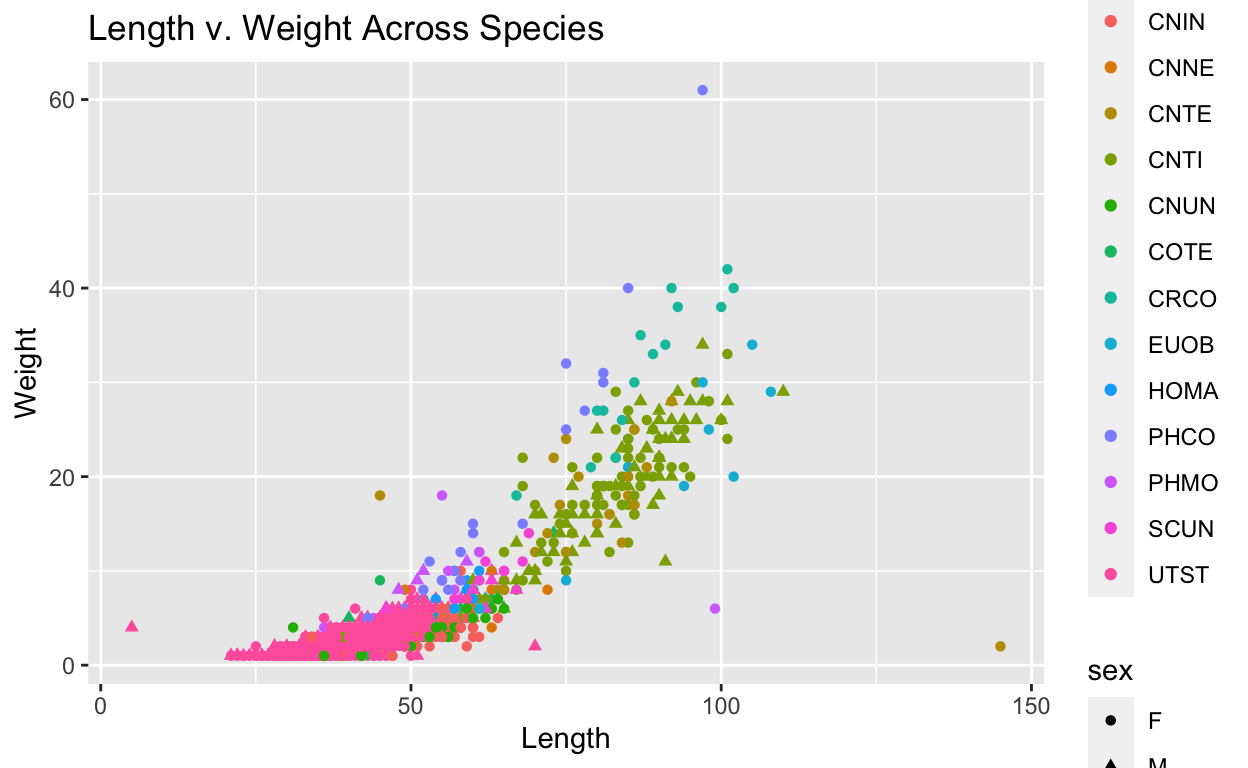 Length v. Weight Across Species
60
40
20
0
Weight
0 50 100 150
Length
CNIN
CNNE
CNTE
CNTI
CNUN
COTE
CRCO
EUOB
HOMA
PHCO
PHMO
SCUN
UTST
sex
F
M